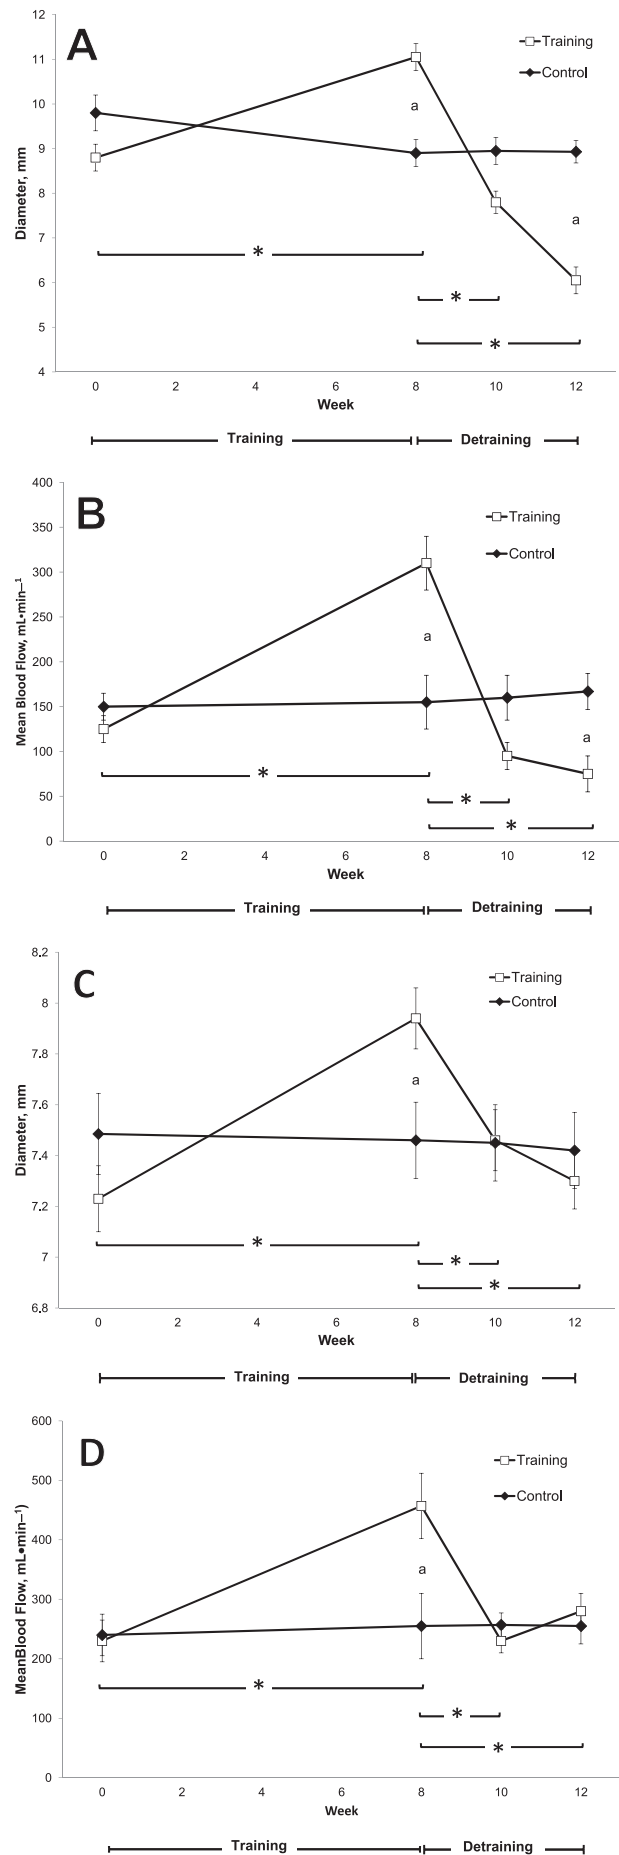 A
Training
Control
Diameter, mm
12
11
10
9
8
7
6
5
4
a
a
*
*
*
0 2 4 6 8 10 12
Week
Training Detraining
B
Training
Control
Mean Blood Flow, mL•min–1
400
350
300
250
200
150
100
50
0
a
a
*
*
*
0 2 4 6 8 10 12
Week
Training Detraining
C
Training
Control
Diameter, mm
8.2
8
7.8
7.6
7.4
7.2
7
6.8
a
*
*
*
0 2 4 6 8 10 12
Week
Training Detraining
D
Training
Control
MeanBlood Flow, mL•min–1)
600
500
400
300
200
100
0
a
*
*
*
0 2 4 6 8 10 12
Week
Training Detraining